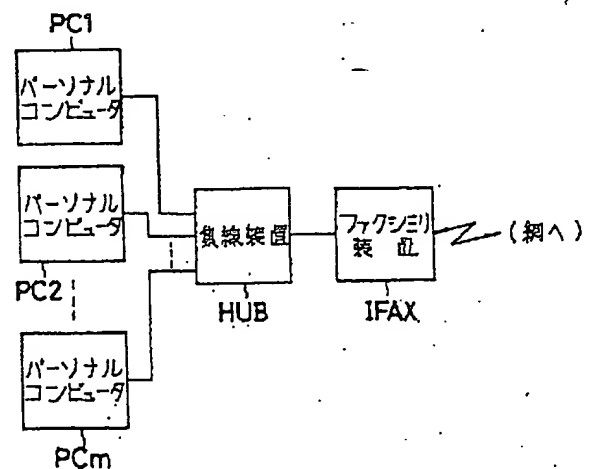 PC1
パーソナル
コンピュータ
パーソナル
コンピュータ
PC2
集線装置
HUB
ファクシミリ
装置
IFAX
(網へ)
パーソナル
コンピュータ
PCm